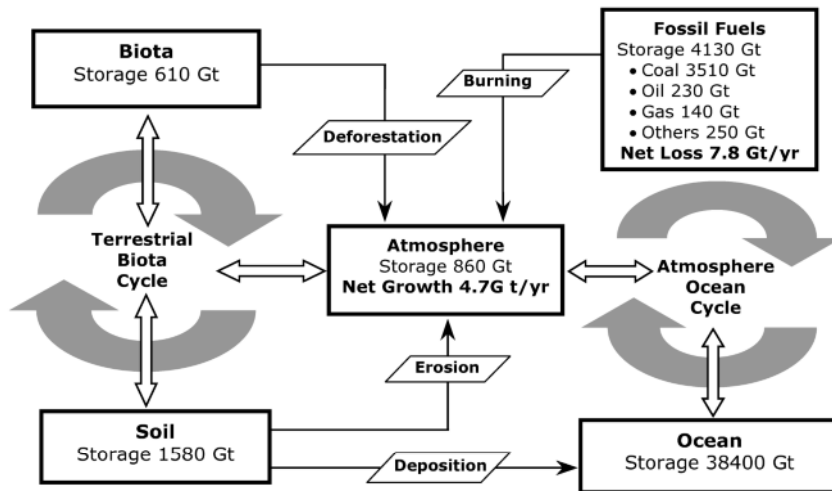 Biota
Storage 610 Gt
Fossil Fuels
Storage 4130 Gt
• Coal 3510 Gt
• Oil 230 Gt
• Gas 140 Gt
• Others 250 Gt
Net Loss 7.8 Gt/yr
Burning
Deforestation
Terrestrial
Biota
Cycle
Atmosphere
Storage 860 Gt
Net Growth 4.7G t/yr
Atmosphere
Ocean
Cycle
Erosion
Soil
Storage 1580 Gt
Deposition
Ocean
Storage 38400 Gt